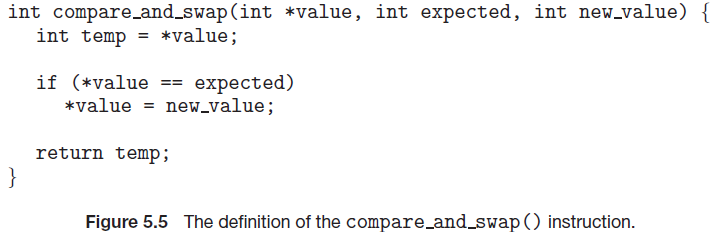 int compare_and_swap(int *value, int expected, int new_value) {
int temp = *value;
if (*value == expected)
*value = new_value;
return temp;
}
Figure 5.5 The definition of the compare_and_swap() instruction.